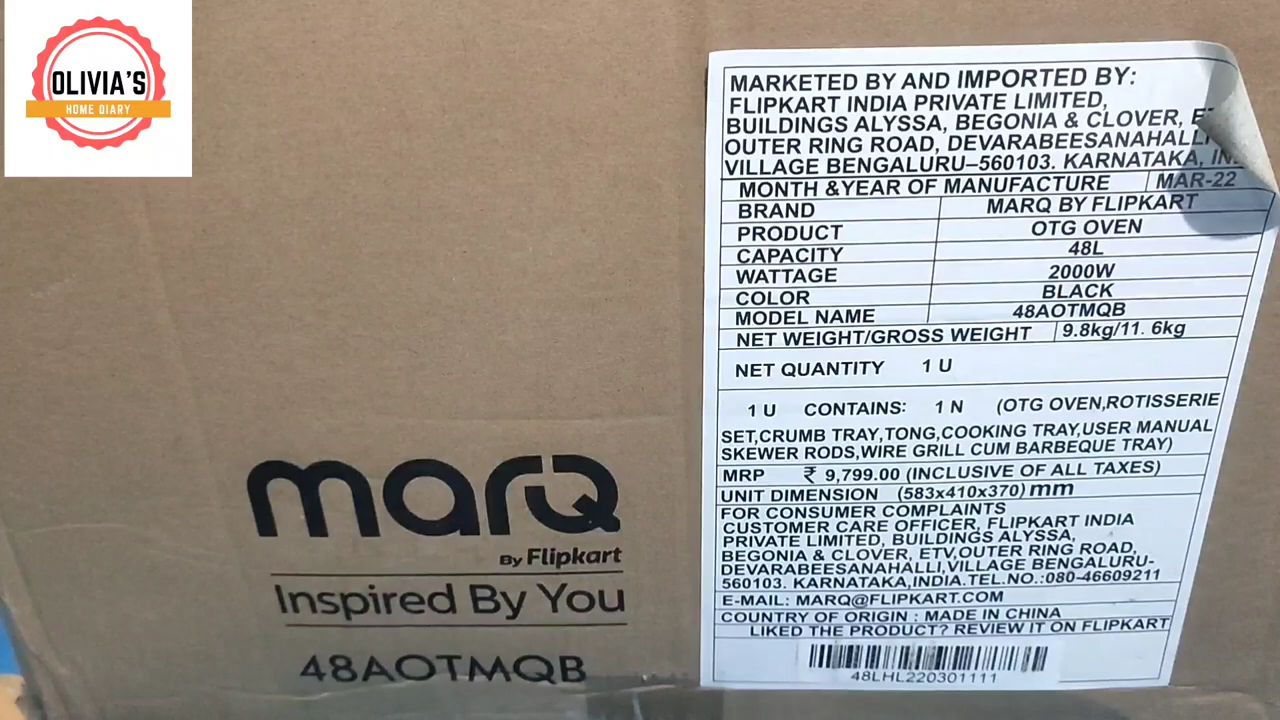 OLIVIA'S
HOME DIARY
marQ
By Flipkart
Inspired By You
48AOTMQB
MARKETED BY AND IMPORTED BY:
FLIPKART INDIA PRIVATE LIMITED,
BUILDINGS ALYSSA, BEGONIA & CLOVER,
OUTER RING ROAD, DEVARABEESANAHALLI
VILLAGE BENGALURU–560103. KARNATAKA,
MONTH &YEAR OF MANUFACTURE MAR-22
BRAND MARQ BY FLIPKART
PRODUCT OTG OVEN
CAPACITY 48L
WATTAGE 2000W
COLOR BLACK
MODEL NAME 48AOTMQB
NET WEIGHT/GROSS WEIGHT 9.8kg/11. 6kg
NET QUANTITY 1 U
1 U CONTAINS: 1 N (OTG OVEN,ROTISSERIE
SET,CRUMB TRAY,TONG,COOKING TRAY,USER MANUAL
SKEWER RODS,WIRE GRILL CUM BARBEQUE TRAY)
MRP ₹ 9,799.00 (INCLUSIVE OF ALL TAXES)
UNIT DIMENSION (583x410x370) mm
FOR CONSUMER COMPLAINTS
CUSTOMER CARE OFFICER, FLIPKART INDIA
PRIVATE LIMITED, BUILDINGS ALYSSA,
BEGONIA & CLOVER, ETV,OUTER RING ROAD,
DEVARABEESANAHALLI,VILLAGE BENGALURU-
560103. KARNATAKA,INDIA.TEL.NO.:080-46609211
E-MAIL: MARQ@FLIPKART.COM
COUNTRY OF ORIGIN : MADE IN CHINA
LIKED THE PRODUCT? REVIEW IT ON FLIPKART
48LHL220301111